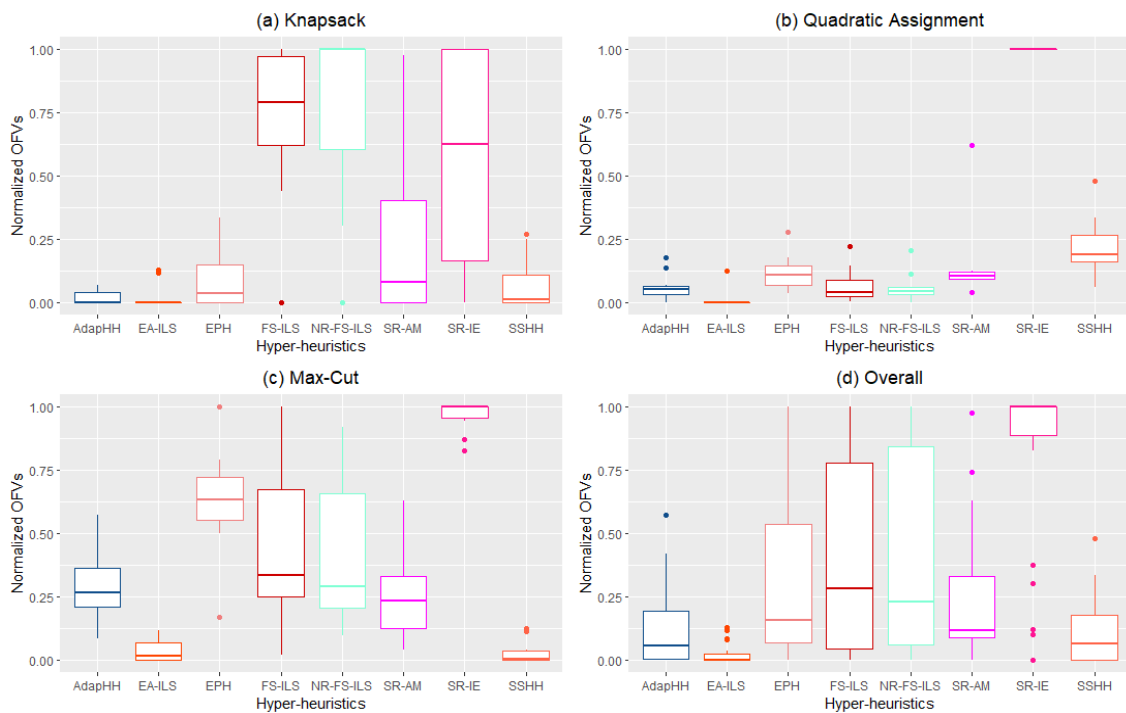 (a) Knapsack
1.00
0.75
0.50
0.25
0.00
Normalized OFVs
AdapHH EA-ILS EPH FS-ILS NR-FS-ILS SR-AM SR-IE SSHH
Hyper-heuristics
(b) Quadratic Assignment
1.00
0.75
0.50
0.25
0.00
Normalized OFVs
AdapHH EA-ILS EPH FS-ILS NR-FS-ILS SR-AM SR-IE SSHH
Hyper-heuristics
(c) Max-Cut
1.00
0.75
0.50
0.25
0.00
Normalized OFVs
AdapHH EA-ILS EPH FS-ILS NR-FS-ILS SR-AM SR-IE SSHH
Hyper-heuristics
(d) Overall
1.00
0.75
0.50
0.25
0.00
Normalized OFVs
AdapHH EA-ILS EPH FS-ILS NR-FS-ILS SR-AM SR-IE SSHH
Hyper-heuristics